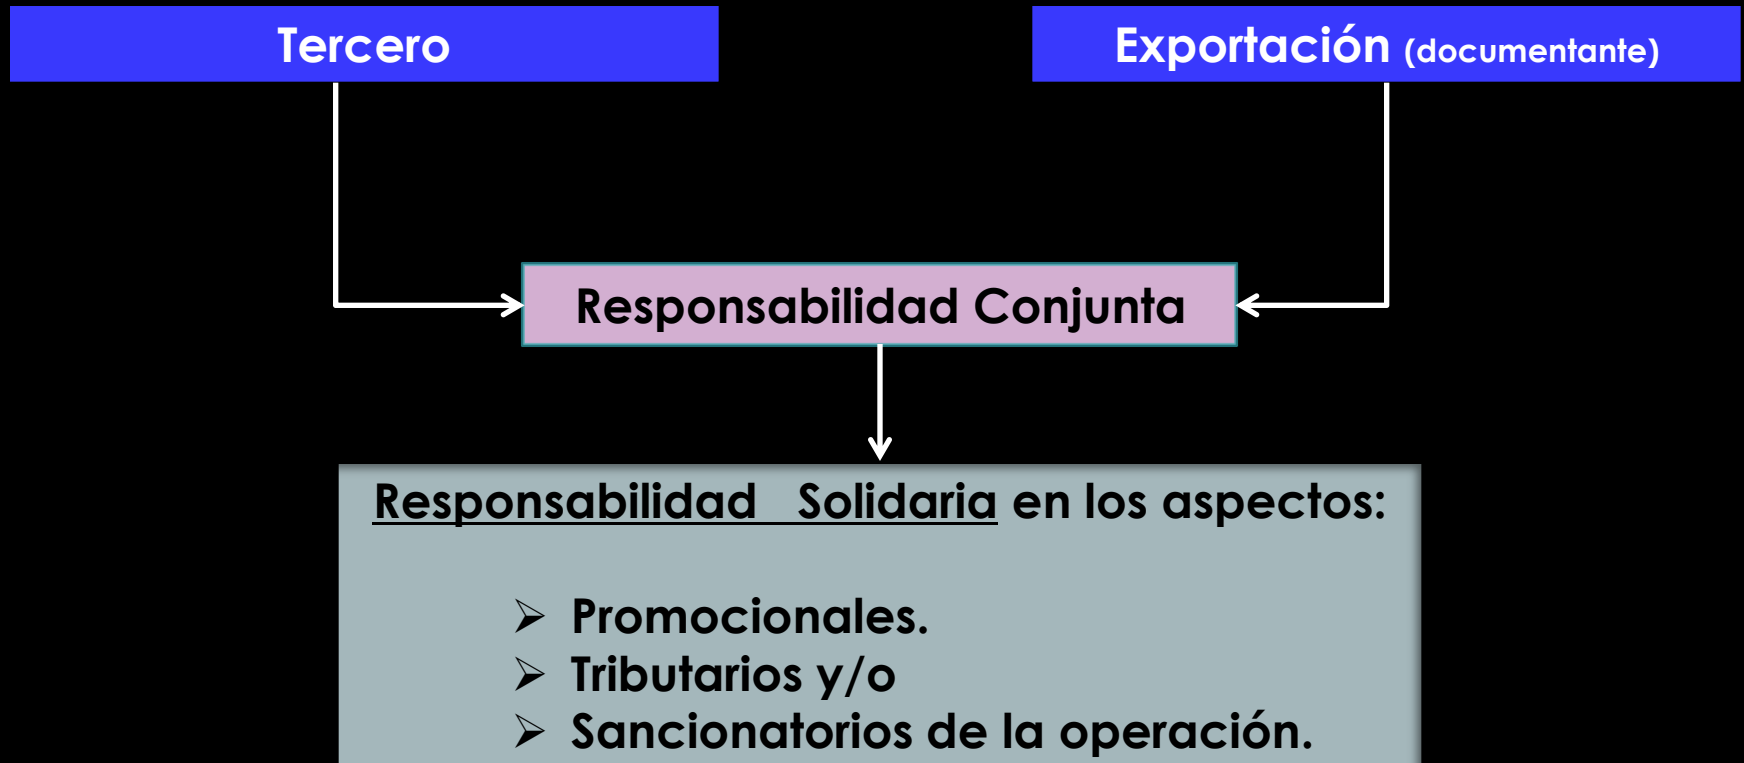 Tercero
Exportación (documentante)
Responsabilidad Conjunta
Responsabilidad Solidaria en los aspectos:
➢ Promocionales.
➢ Tributarios y/o
➢ Sancionatorios de la operación.